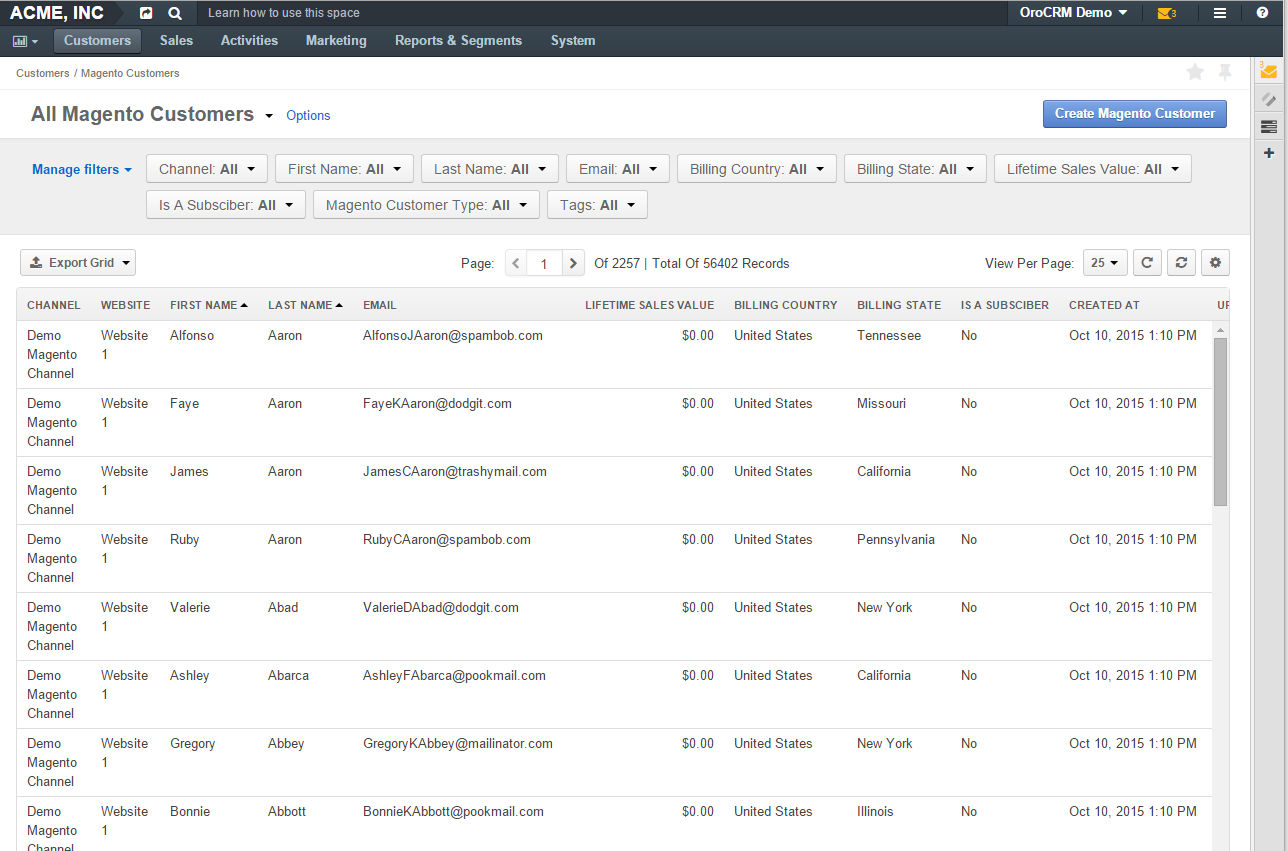 ACME, INC Learn how to use this space OroCRM Demo 3
Customers Sales Activities Marketing Reports & Segments System
Customers / Magento Customers
3
All Magento Customers Options Create Magento Customer
Manage filters Channel: All First Name: All Last Name: All Email: All Billing Country: All Billing State: All Lifetime Sales Value: All
Is A Subsciber: All Magento Customer Type: All Tags: All
Export Grid Page: 1 Of 2257 | Total Of 56402 Records View Per Page: 25
CHANNEL WEBSITE FIRST NAME LAST NAME EMAIL LIFETIME SALES VALUE BILLING COUNTRY BILLING STATE IS A SUBSCIBER CREATED AT
Demo Website Alfonso Aaron AlfonsoJAaron@spambob.com $0.00 United States Tennessee No Oct 10, 2015 1:10 PM
Magento 1
Channel
Demo Website Faye Aaron FayeKAaron@dodgit.com $0.00 United States Missouri No Oct 10, 2015 1:10 PM
Magento 1
Channel
Demo Website James Aaron JamesCAaron@trashymail.com $0.00 United States California No Oct 10, 2015 1:10 PM
Magento 1
Channel
Demo Website Ruby Aaron RubyCAaron@spambob.com $0.00 United States Pennsylvania No Oct 10, 2015 1:10 PM
Magento 1
Channel
Demo Website Valerie Abad ValerieDAbad@dodgit.com $0.00 United States New York No Oct 10, 2015 1:10 PM
Magento 1
Channel
Demo Website Ashley Abarca AshleyFAbarca@pookmail.com $0.00 United States California No Oct 10, 2015 1:10 PM
Magento 1
Channel
Demo Website Gregory Abbey GregoryKAbbey@mailinator.com $0.00 United States New York No Oct 10, 2015 1:10 PM
Magento 1
Channel
Demo Website Bonnie Abbott BonnieKAbbott@pookmail.com $0.00 United States Illinois No Oct 10, 2015 1:10 PM
Magento 1
Channel